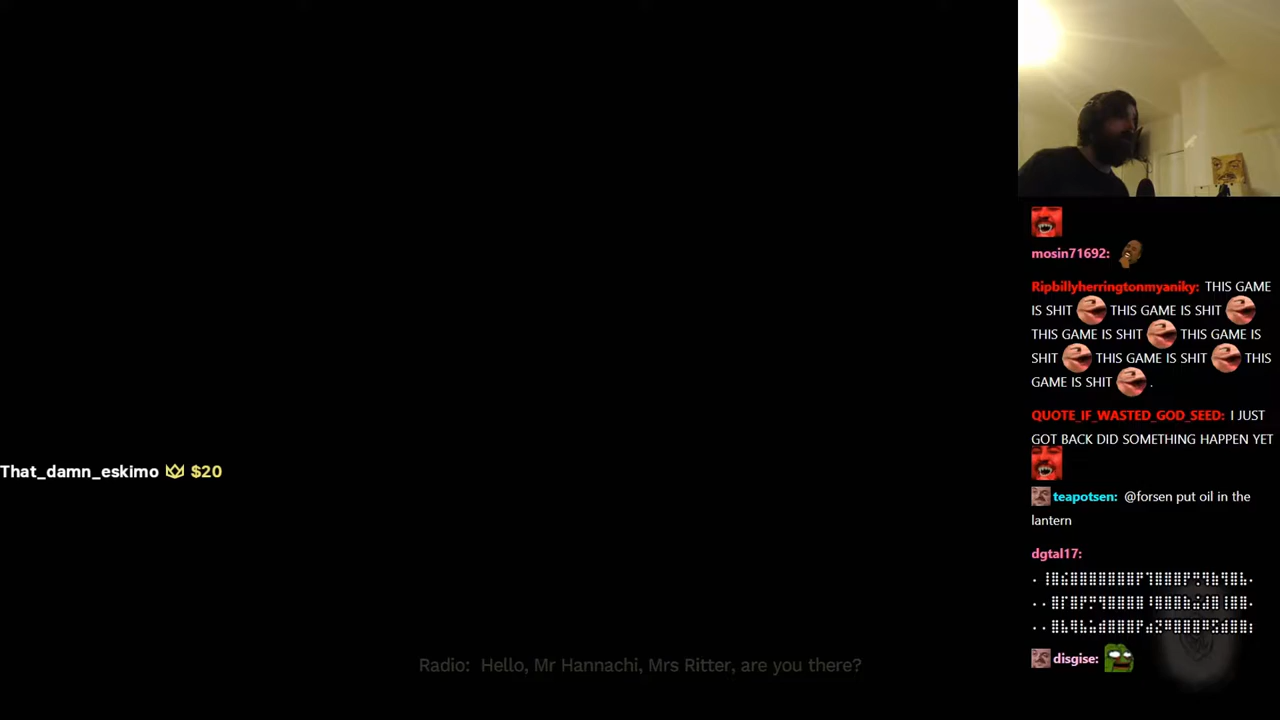 mosin71692:
Ripbillyherringtonmyaniky: THIS GAME
IS SHIT THIS GAME IS SHIT
THIS GAME IS SHIT THIS GAME IS
SHIT THIS GAME IS SHIT THIS
GAME IS SHIT .
QUOTE_IF_WASTED_GOD_SEED: I JUST
GOT BACK DID SOMETHING HAPPEN YET
That_damn_eskimo $20
teapotsen: @forsen put oil in the
lantern
dgtal17:
disgise:
Radio: Hello, Mr Hannachi, Mrs Ritter, are you there?